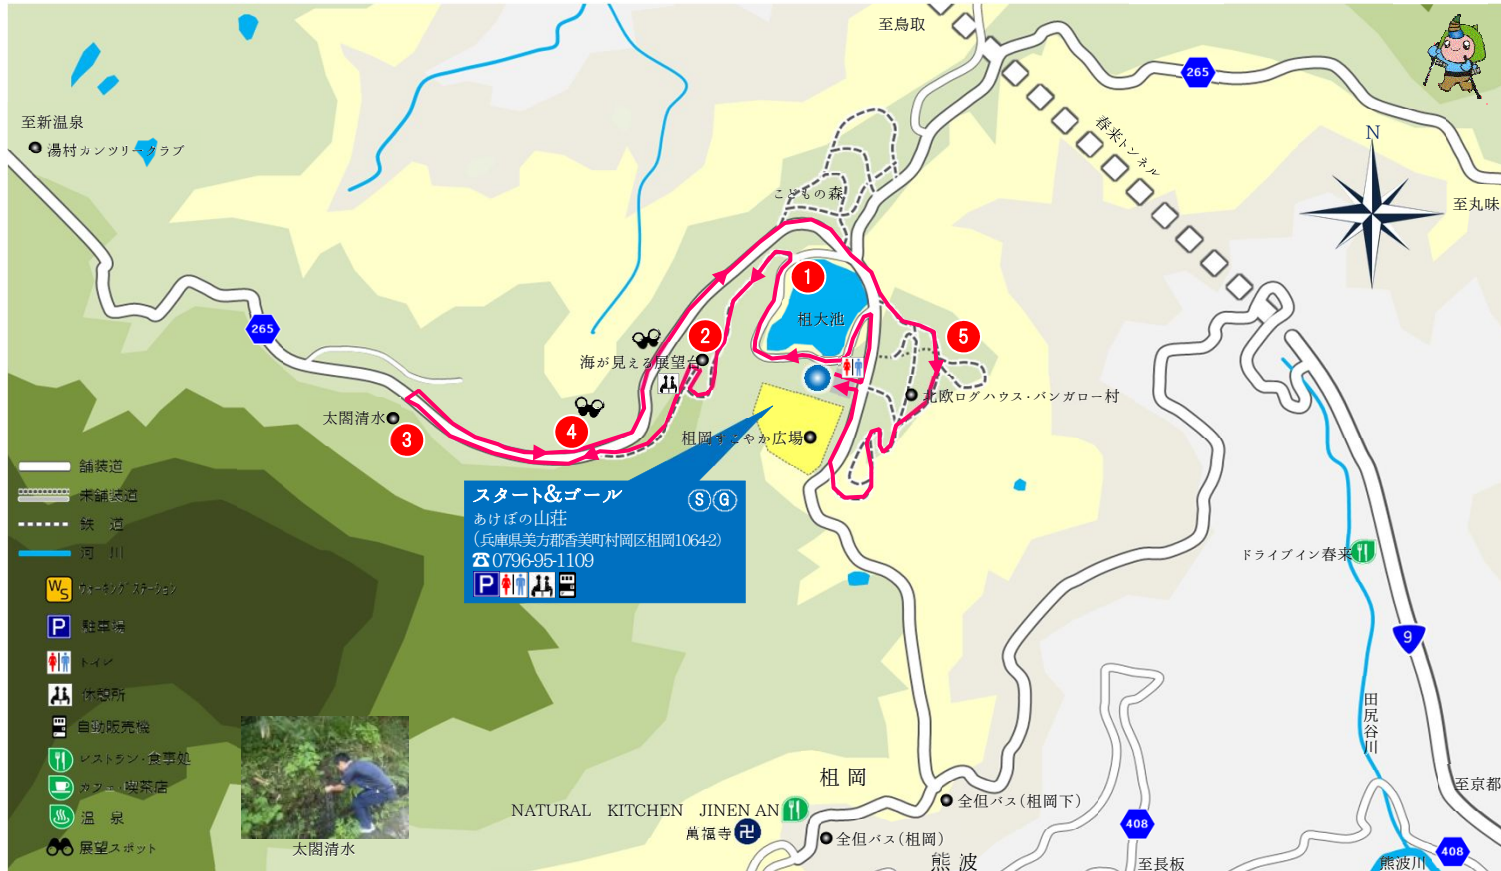 至鳥取
265
至新温泉
湯村カンツリークラブ
春来トンネル
N
こどもの森
至丸味
1
柤大池
265
2
5
海が見える展望台
北欧ログハウス・バンガロー村
太閤清水
3
4
柤岡すこやか広場
舗装道
未舗装道
鉄 道
河 川
WS
ウォーキングステーション
P
駐車場
トイレ
休憩所
自動販売機
レストラン・食事処
カフェ・喫茶店
温 泉
展望スポット
スタート&ゴール
S G
あけぼの山荘
(兵庫県美方郡香美町村岡区柤岡1064-2)
☎0796-95-1109
P
ドライブイン春来
9
田尻谷川
至京都
太閤清水
柤岡
NATURAL KITCHEN JINEN AN
萬福寺
卍
全但バス(柤岡下)
全但バス(柤岡)
408
熊波
至長板
熊波川
408